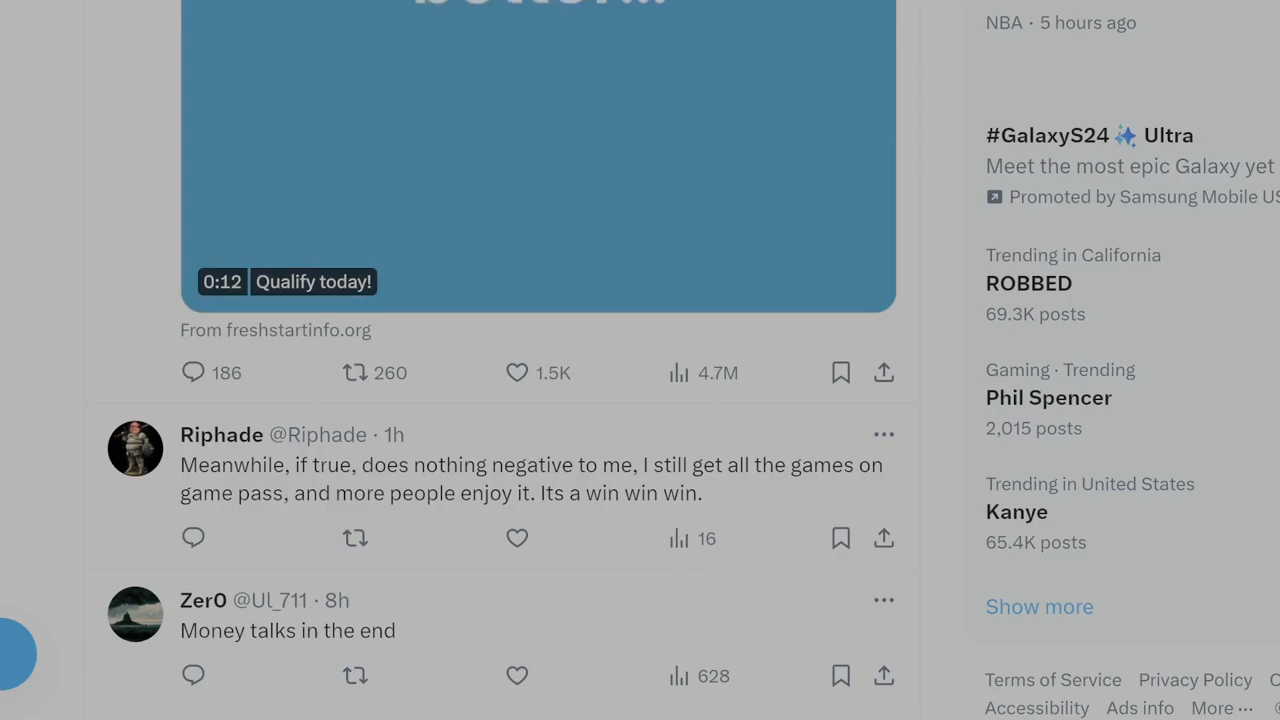 NBA · 5 hours ago
#GalaxyS24 Ultra
Meet the most epic Galaxy yet
Promoted by Samsung Mobile US
Trending in California
ROBBED
69.3K posts
Gaming · Trending
Phil Spencer
2,015 posts
Trending in United States
Kanye
65.4K posts
Show more
Terms of Service Privacy Policy
Accessibility Ads info More ···
0:12 Qualify today!
From freshstartinfo.org
186 260 1.5K 4.7M
Riphade @Riphade · 1h
Meanwhile, if true, does nothing negative to me, I still get all the games on
game pass, and more people enjoy it. Its a win win win.
16
Zer0 @Ul_711 · 8h
Money talks in the end
628